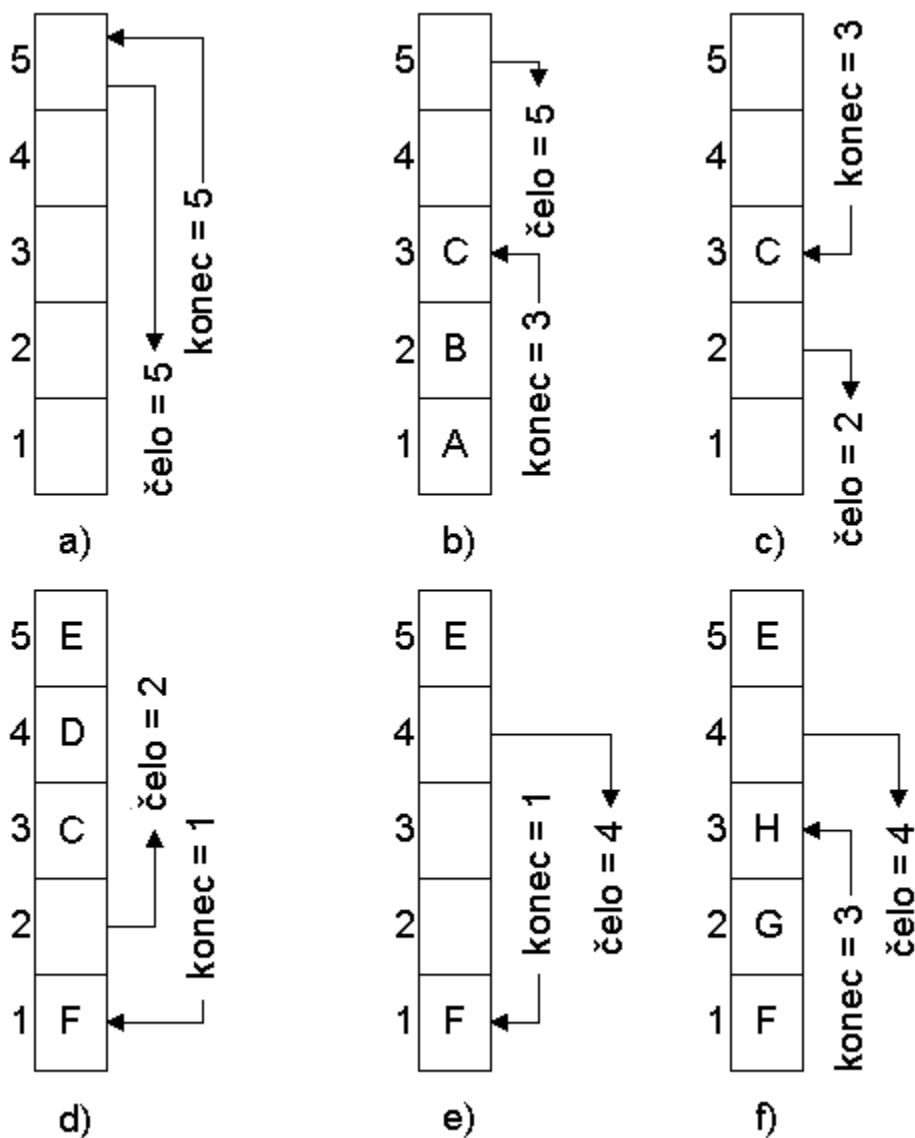 5
4
3
2
1
čelo = 5
konec = 5
a)
5
4
3 C
2 B
1 A
konec = 3
čelo = 5
b)
5
4
3 C
2
1
konec = 3
čelo = 2
c)
5 E
4 D
3 C
2
1 F
čelo = 2
konec = 1
d)
5 E
4
3
2
1 F
konec = 1
čelo = 4
e)
5 E
4
3 H
2 G
1 F
konec = 3
čelo = 4
f)